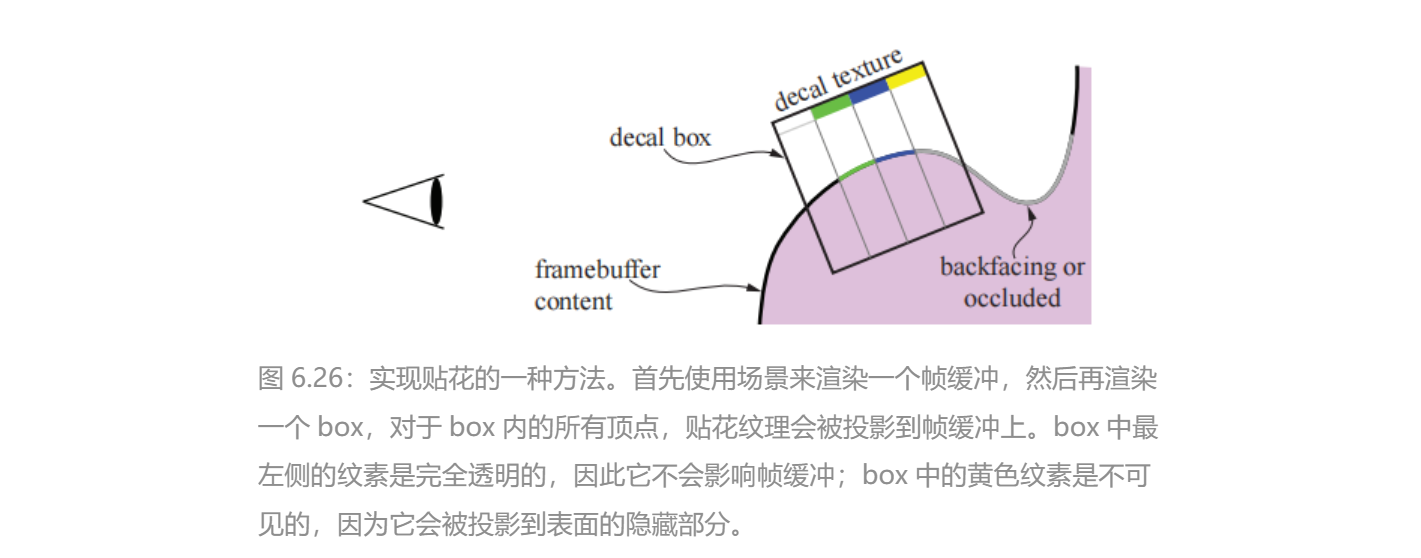 decal texture
decal box
framebuffer
content
backfacing or
occluded
图 6.26：实现贴花的一种方法。首先使用场景来渲染一个帧缓冲，然后再渲染
一个 box，对于 box 内的所有顶点，贴花纹理会被投影到帧缓冲上。box 中最
左侧的纹素是完全透明的，因此它不会影响帧缓冲；box 中的黄色纹素是不可
见的，因为它会被投影到表面的隐藏部分。